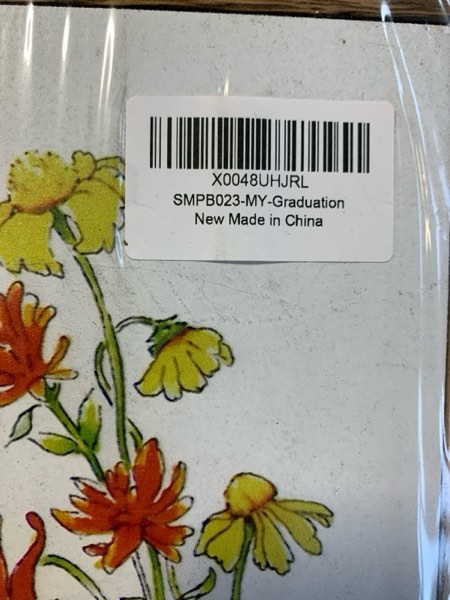 X0048UHJRL
SMPB023-MY-Graduation
New Made in China